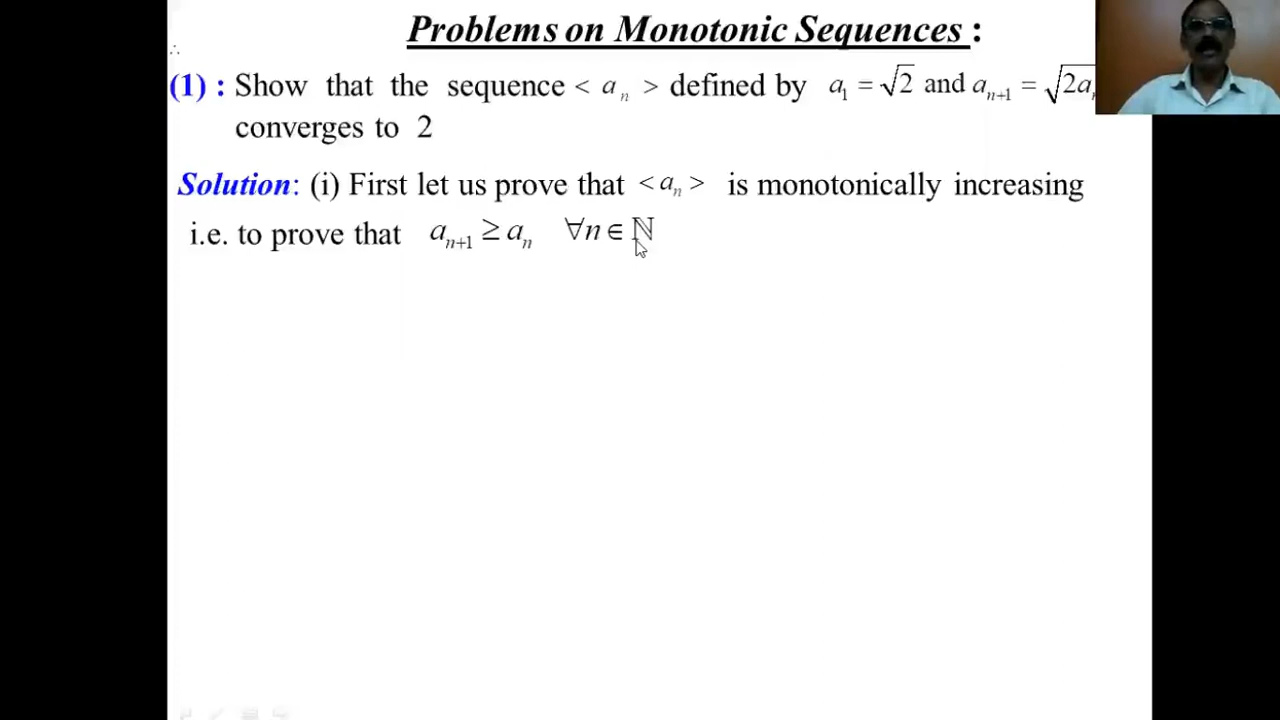 Problems on Monotonic Sequences :
(1) : Show that the sequence < aₙ > defined by a₁ = √2 and aₙ₊₁ = √2aₙ
converges to 2
Solution: (i) First let us prove that < aₙ > is monotonically increasing
i.e. to prove that aₙ₊₁ ≥ aₙ ∀n ∈ ℕ